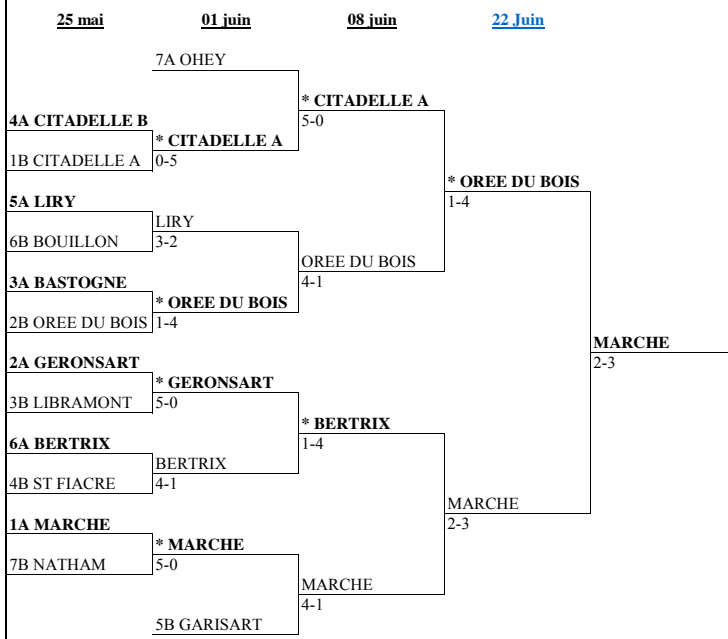 25 mai 01 juin 08 juin 22 Juin
7A OHEY
* CITADELLE A
4A CITADELLE B
5-0
* CITADELLE A
1B CITADELLE A
0-5
* OREE DU BOIS
5A LIRY
1-4
LIRY
6B BOUILLON
3-2
OREE DU BOIS
3A BASTOGNE
4-1
* OREE DU BOIS
2B OREE DU BOIS
1-4
MARCHE
2A GERONSART
2-3
* GERONSART
3B LIBRAMONT
5-0
* BERTRIX
6A BERTRIX
1-4
BERTRIX
4B ST FIACRE
4-1
MARCHE
1A MARCHE
2-3
* MARCHE
7B NATHAM
5-0
MARCHE
4-1
5B GARISART